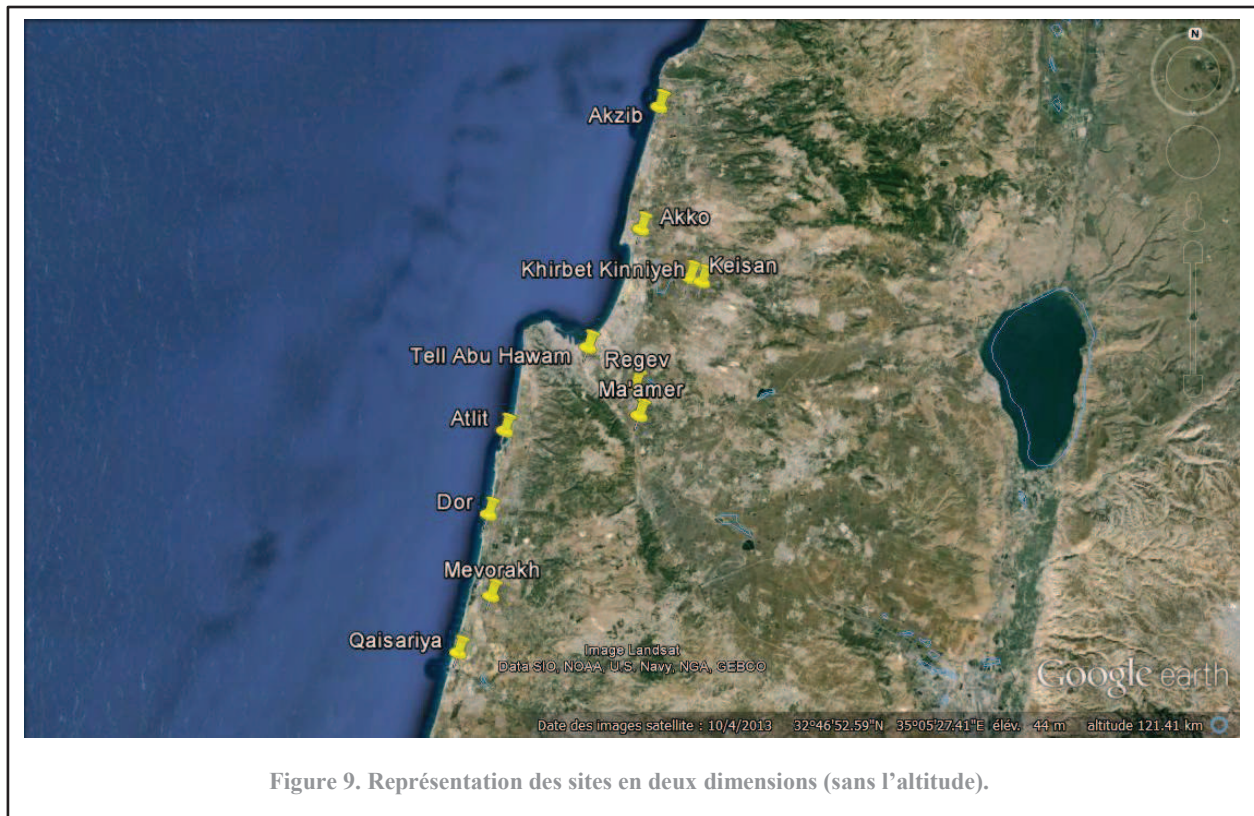 N
Akzib
Akko
Khirbet Kinniyeh
Keisan
Tell Abu Hawam
Regev
Ma'amer
Atlit
Dor
Mevorakh
Qaisariya
Image Landsat
Data SIO, NOAA, U.S. Navy, NGA, GEBCO
Google earth
Date des images satellite : 10/4/2013 32°46'52.59"N 35°05'27.41"E élév. 44 m altitude 121.41 km
Figure 9. Représentation des sites en deux dimensions (sans l’altitude).